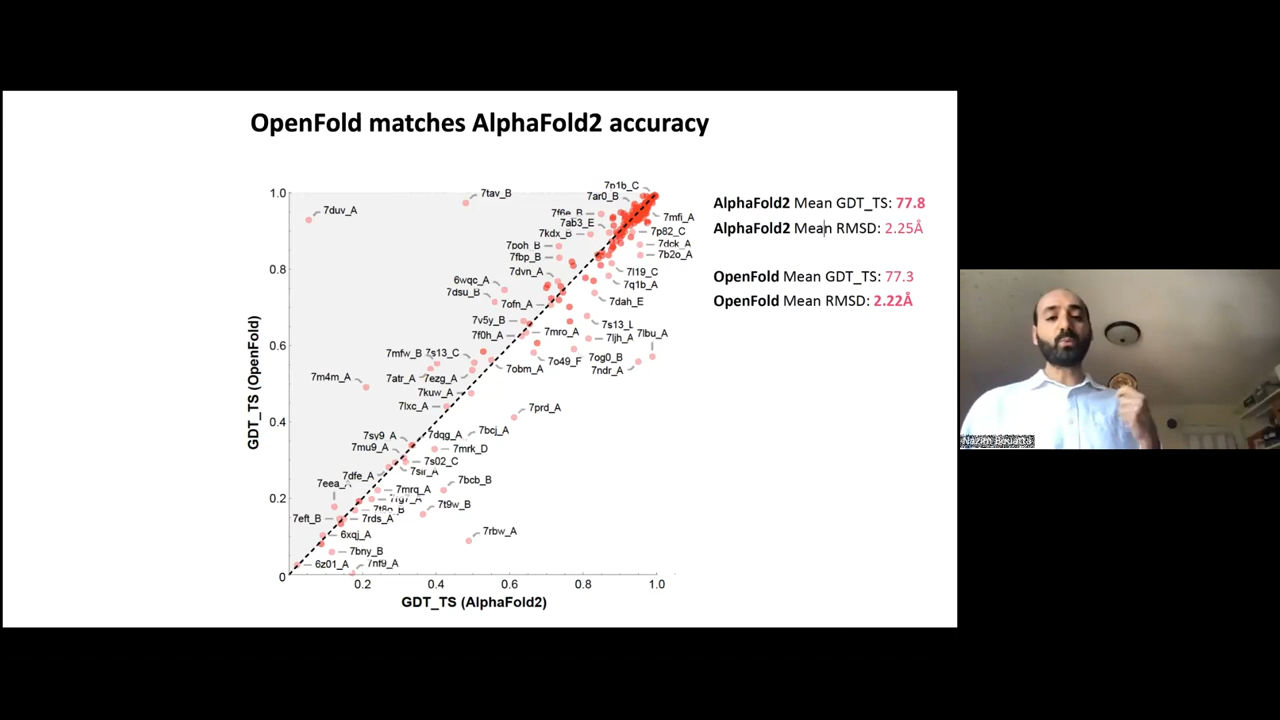 OpenFold matches AlphaFold2 accuracy
1.0
0.8
0.6
0.4
0.2
0
0.2
0.4
0.6
0.8
1.0
GDT_TS (OpenFold)
GDT_TS (AlphaFold2)
7duv_A
7tav_B
7p1b_C
7ar0_B
7f6e_B
7mfi_A
7ab3_E
7kdx_B
7p82_C
7poh_B
7dck_A
7fbp_B
7b2o_A
7dvn_A
7l19_C
6wqc_A
7q1b_A
7dsu_B
7ofn_A
7dah_E
7v5y_B
7s13_L
7f0h_A
7mro_A
7ljh_A
7lbu_A
7mfw_B
7s13_C
7o49_F
7og0_B
7m4m_A
7atr_A
7ezg_A
7obm_A
7ndr_A
7kuw_A
7lxc_A
7prd_A
7sy9_A
7dqg_A
7bcj_A
7mu9_A
7mrk_D
7s02_C
7dfe_A
7bcb_B
7mrq_A
7t9w_B
7eft_B
7rds_A
6xqj_A
7rbw_A
7bny_B
6z01_A
7nf9_A
AlphaFold2 Mean GDT_TS: 77.8
AlphaFold2 Mean RMSD: 2.25Å
OpenFold Mean GDT_TS: 77.3
OpenFold Mean RMSD: 2.22Å
Nazim Bouatta